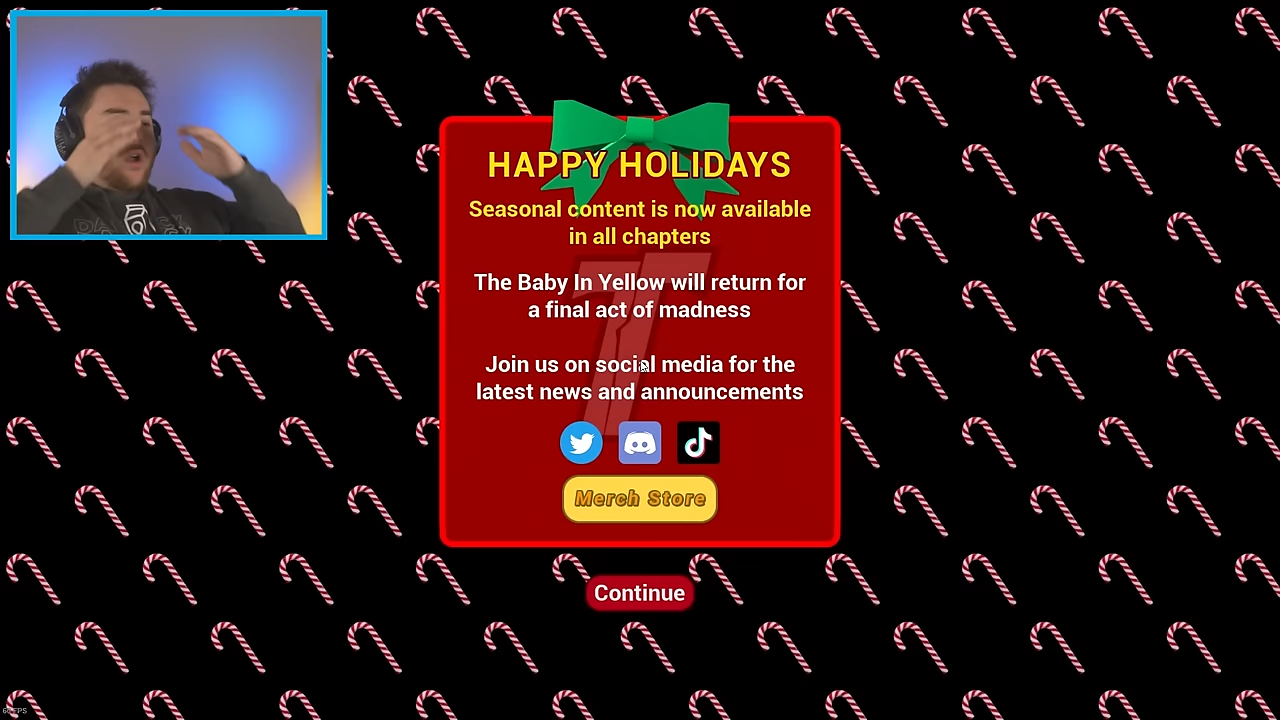 HAPPY HOLIDAYS
Seasonal content is now available
in all chapters
The Baby In Yellow will return for
a final act of madness
Join us on social media for the
latest news and announcements
Merch Store
Continue